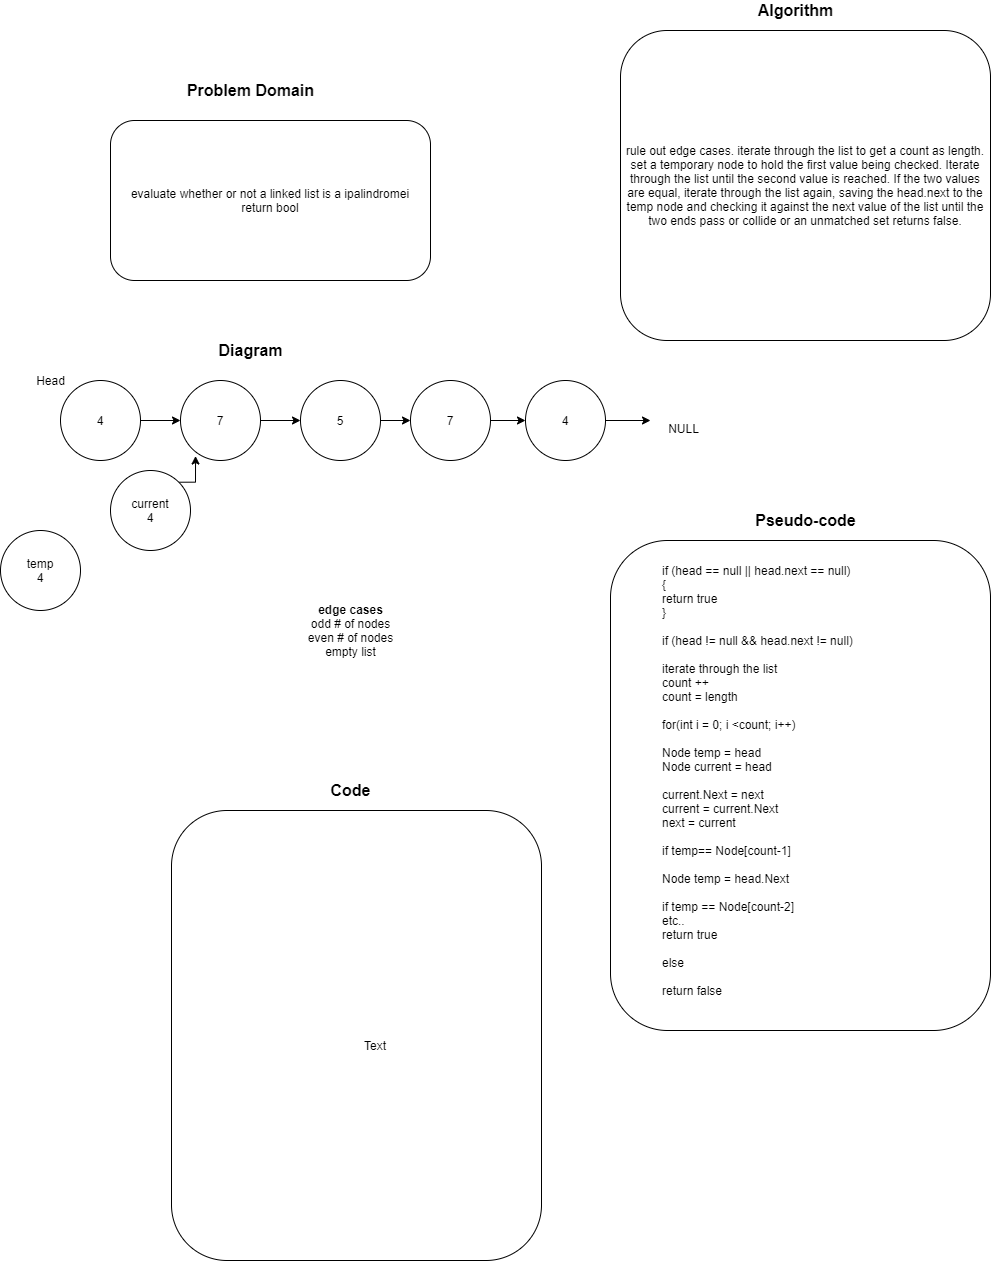 Algorithm
rule out edge cases. iterate through the list to get a count as length.
set a temporary node to hold the first value being checked. Iterate
through the list until the second value is reached. If the two values
are equal, iterate through the list again, saving the head.next to the
temp node and checking it against the next value of the list until the
two ends pass or collide or an unmatched set returns false.
Problem Domain
evaluate whether or not a linked list is a ipalindromei
return bool
Diagram
Head
4
7
5
7
4
NULL
current
4
temp
4
edge cases
odd # of nodes
even # of nodes
empty list
Pseudo-code
if (head == null || head.next == null)
{
return true
}
if (head != null && head.next != null)
iterate through the list
count ++
count = length
for(int i = 0; i <count; i++)
Node temp = head
Node current = head
current.Next = next
current = current.Next
next = current
if temp== Node[count-1]
Node temp = head.Next
if temp == Node[count-2]
etc..
return true
else
return false
Code
Text